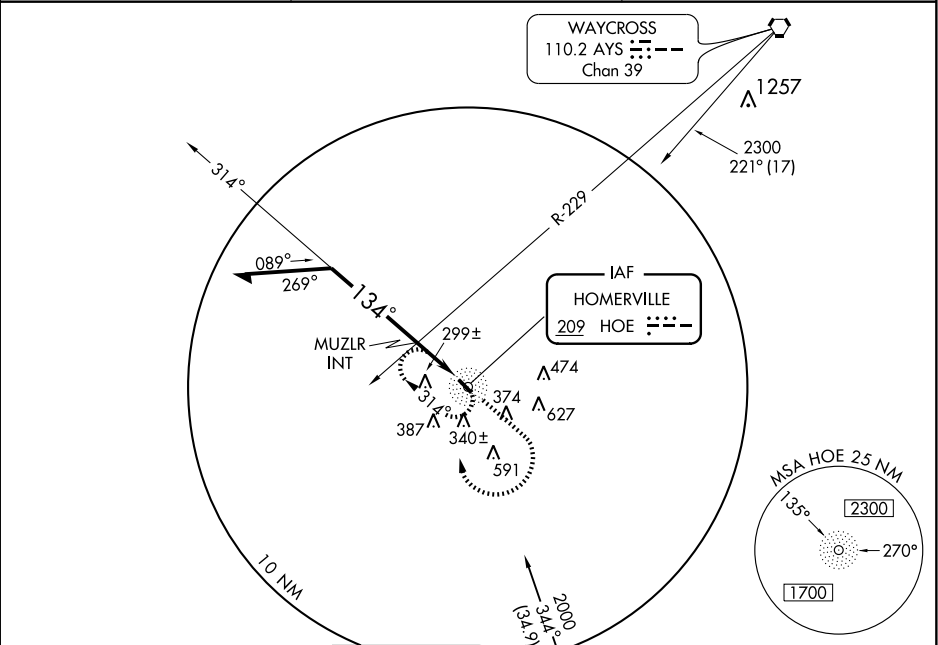 WAYCROSS
110.2 AYS
Chan 39
1257
2300
221° (17)
314°
R-229
089°
269°
134°
IAF
HOMERVILLE
209 HOE
MUZLR
INT
299±
474
314°
374
627
387
340±
591
MSA HOE 25 NM
135°
2300
270°
1700
10 NM
2000
344°
(34.9)